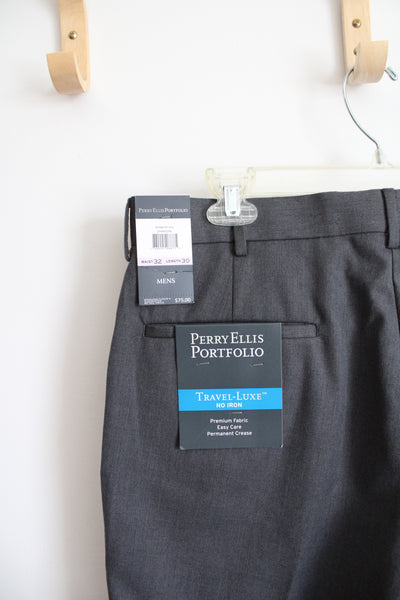 PERRY ELLIS PORTFOLIO
WAIST 32 LENGTH 30
MENS
$75.00
PERRY ELLIS
PORTFOLIO
TRAVEL-LUXE™
NO IRON
Premium Fabric
Easy Care
Permanent Crease